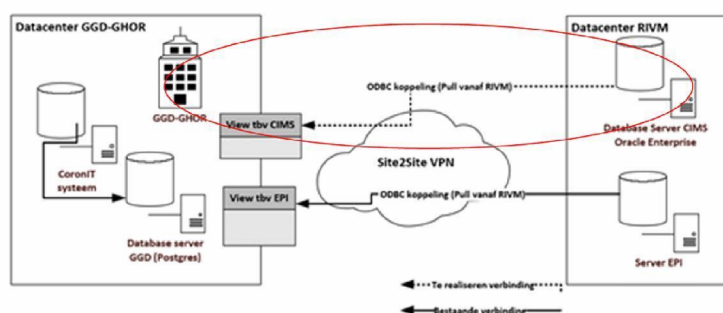 Datacenter GGD-GHOR
Datacenter RIVM
GGD-GHOR
ODBC koppeling (Pull vanaf RIVM)
View tbv CIMS
Database Server CIMS
Oracle Enterprise
CoronIT
systeem
Site2Site VPN
View tbv EPI
ODBC koppeling (Pull vanaf RIVM)
Database server
GGD (Postgres)
Server EPI
Te realiseren verbinding
Bestaande verbinding